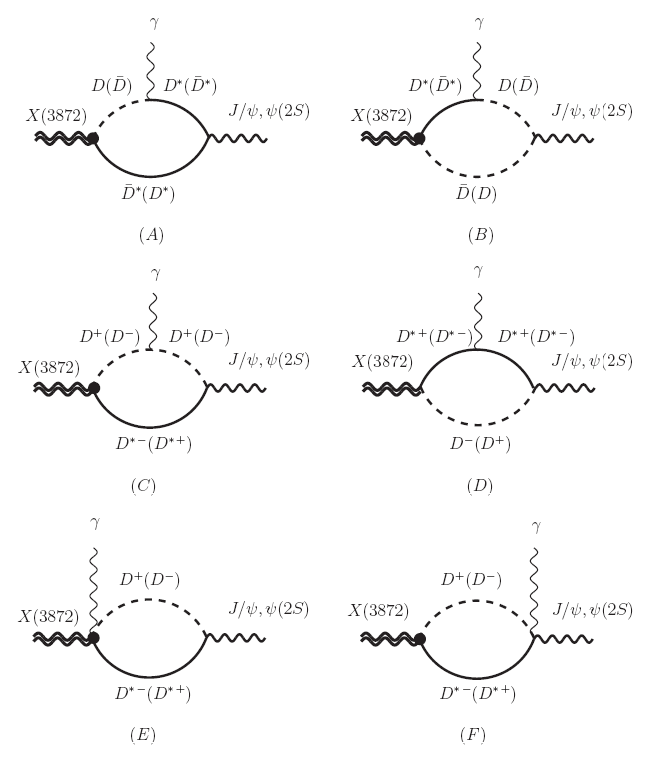 γ γ
D(D̄) D*(D̄*) D*(D̄*) D(D̄)
X(3872) J/ψ, ψ(2S) X(3872) J/ψ, ψ(2S)
D̄*(D*) D̄(D)
(A) (B)
γ γ
D⁺(D⁻) D⁺(D⁻) D*⁺(D*⁻) D*⁺(D*⁻)
X(3872) J/ψ, ψ(2S) X(3872) J/ψ, ψ(2S)
D*⁻(D*⁺) D⁻(D⁺)
(C) (D)
γ γ
D⁺(D⁻) D⁺(D⁻)
X(3872) J/ψ, ψ(2S) X(3872) J/ψ, ψ(2S)
D*⁻(D*⁺) D*⁻(D*⁺)
(E) (F)